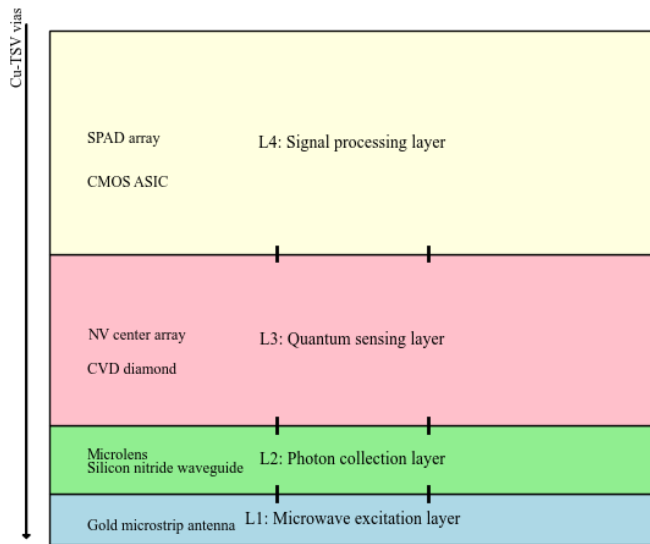 Cu-TSV vias
SPAD array
L4: Signal processing layer
CMOS ASIC
NV center array
L3: Quantum sensing layer
CVD diamond
Microlens
L2: Photon collection layer
Silicon nitride waveguide
Gold microstrip antenna
L1: Microwave excitation layer